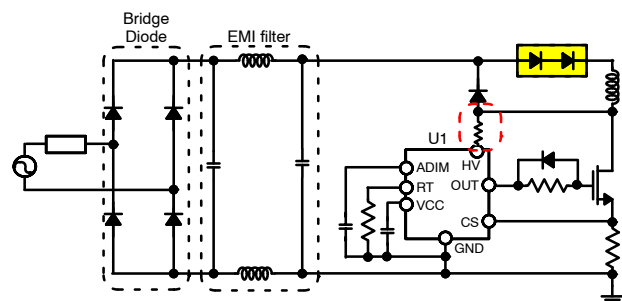 Bridge
Diode
EMI filter
U1
HV
ADIM
RT
VCC
OUT
CS
GND